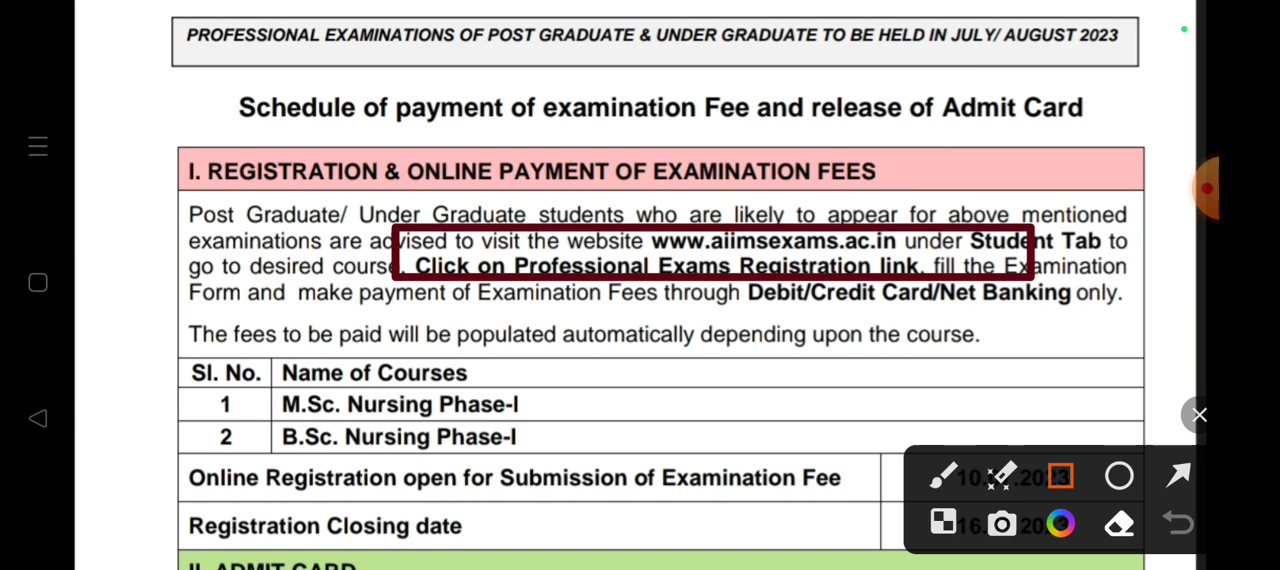 PROFESSIONAL EXAMINATIONS OF POST GRADUATE & UNDER GRADUATE TO BE HELD IN JULY/ AUGUST 2023
Schedule of payment of examination Fee and release of Admit Card
I. REGISTRATION & ONLINE PAYMENT OF EXAMINATION FEES
Post Graduate/ Under Graduate students who are likely to appear for above mentioned
examinations are advised to visit the website www.aiimsexams.ac.in under Student Tab to
go to desired course. Click on Professional Exams Registration link, fill the Examination
Form and make payment of Examination Fees through Debit/Credit Card/Net Banking only.
The fees to be paid will be populated automatically depending upon the course.
Sl. No. Name of Courses
1 M.Sc. Nursing Phase-I
2 B.Sc. Nursing Phase-I
Online Registration open for Submission of Examination Fee
Registration Closing date
II. ADMIT CARD